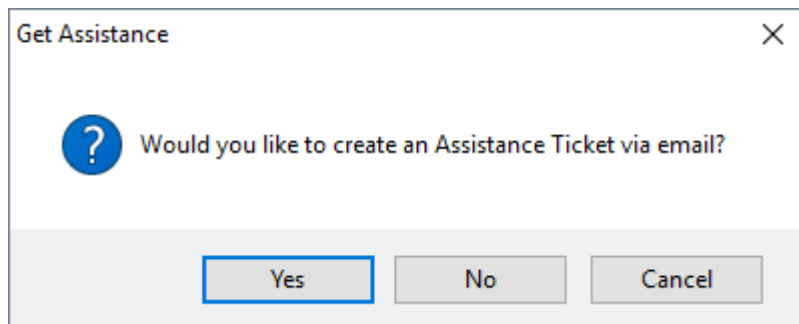 Get Assistance
?
Would you like to create an Assistance Ticket via email?
Yes
No
Cancel